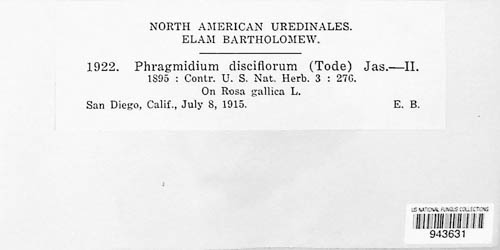 NORTH AMERICAN UREDINALES.
ELAM BARTHOLOMEW.
1922. Phragmidium disciflorum (Tode) Jas.—II.
1895 : Contr. U. S. Nat. Herb. 3 : 276.
On Rosa gallica L.
San Diego, Calif., July 8, 1915. E. B.
US NATIONAL FUNGUS COLLECTIONS
943631